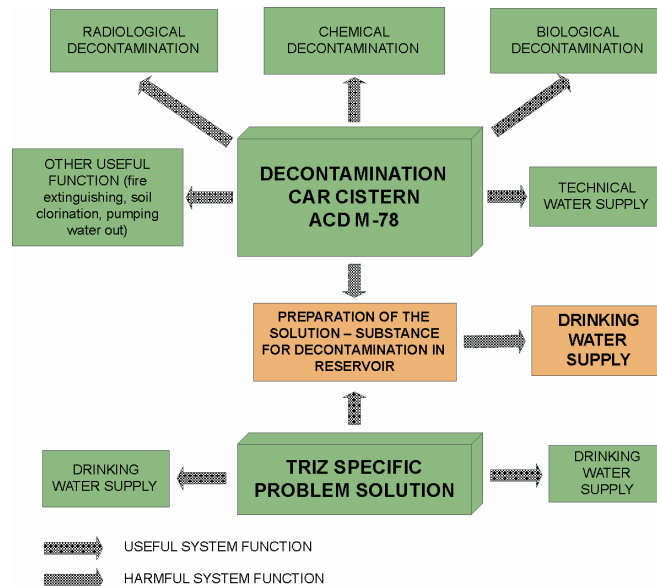 RADIOLOGICAL
DECONTAMINATION
CHEMICAL
DECONTAMINATION
BIOLOGICAL
DECONTAMINATION
OTHER USEFUL
FUNCTION (fire
extinguishing, soil
clorination, pumping
water out)
DECONTAMINATION
CAR CISTERN
ACD M-78
TECHNICAL
WATER SUPPLY
PREPARATION OF THE
SOLUTION – SUBSTANCE
FOR DECONTAMINATION IN
RESERVOIR
DRINKING
WATER
SUPPLY
DRINKING
WATER SUPPLY
TRIZ SPECIFIC
PROBLEM SOLUTION
DRINKING
WATER
SUPPLY
USEFUL SYSTEM FUNCTION
HARMFUL SYSTEM FUNCTION